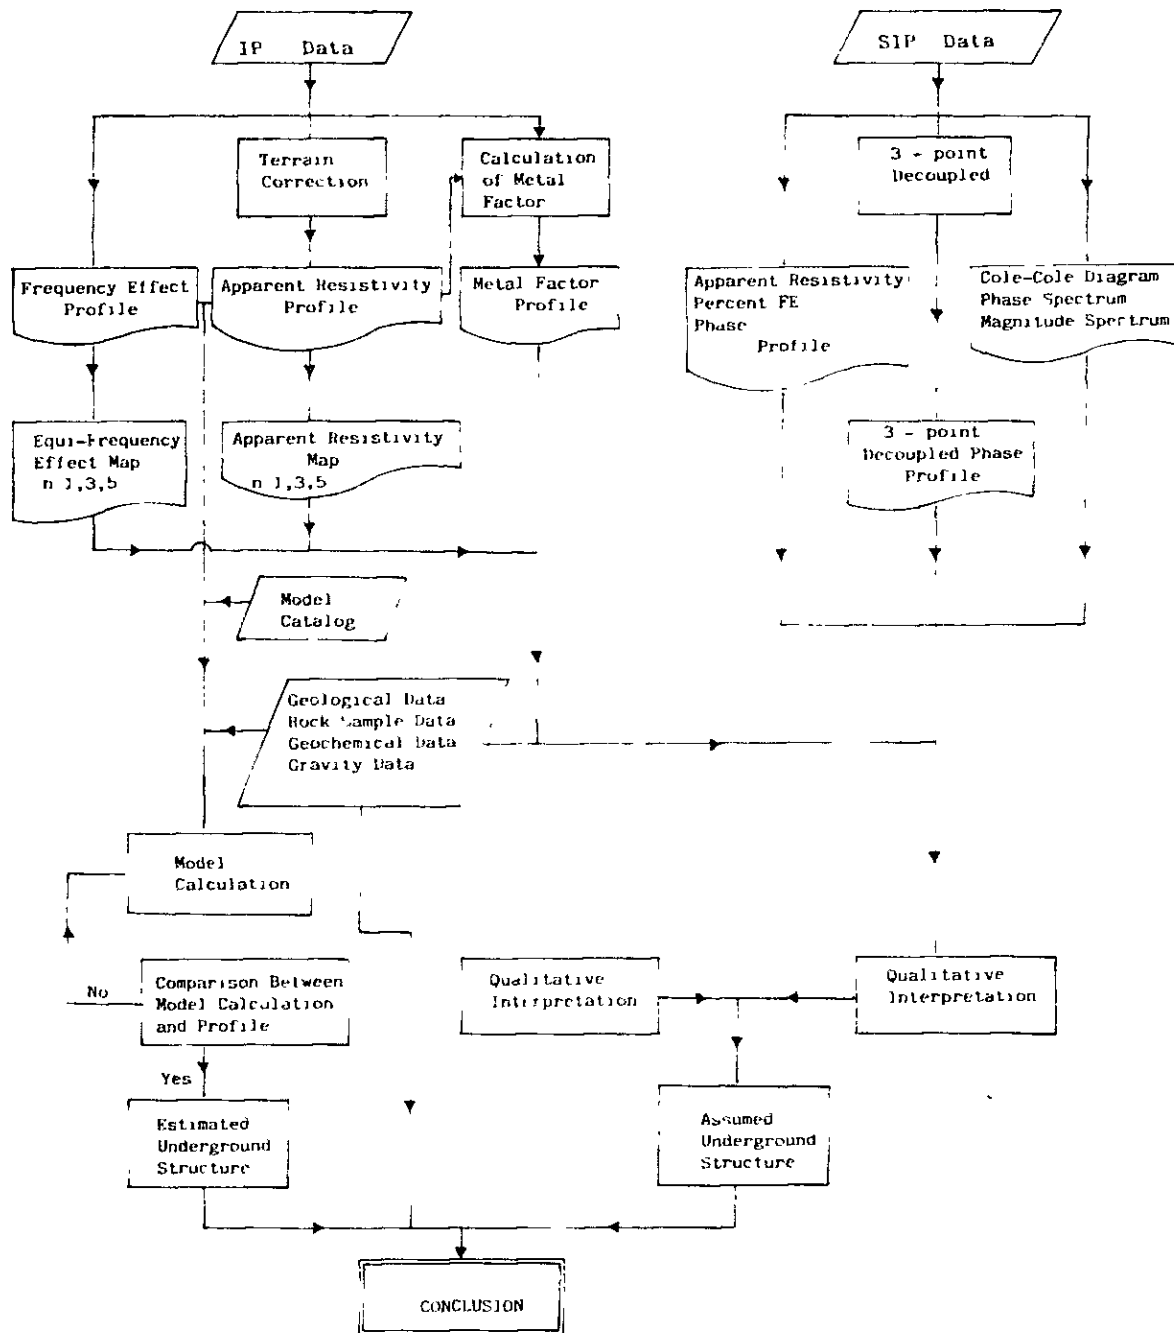 IP Data
SIP Data
Terrain
Correction
Calculation
of Metal
Factor
3 - point
Decoupled
Frequency Effect
Profile
Apparent Resistivity
Profile
Metal Factor
Profile
Apparent Resistivity
Percent FE
Phase
Profile
Cole-Cole Diagram
Phase Spectrum
Magnitude Spectrum
Equi-Frequency
Effect Map
n 1,3,5
Apparent Resistivity
Map
n 1,3,5
3 - point
Decoupled Phase
Profile
Model
Catalog
Geological Data
Rock Sample Data
Geochemical Data
Gravity Data
Model
Calculation
No
Comparison Between
Model Calculation
and Profile
Qualitative
Interpretation
Qualitative
Interpretation
Yes
Estimated
Underground
Structure
Assumed
Underground
Structure
CONCLUSION